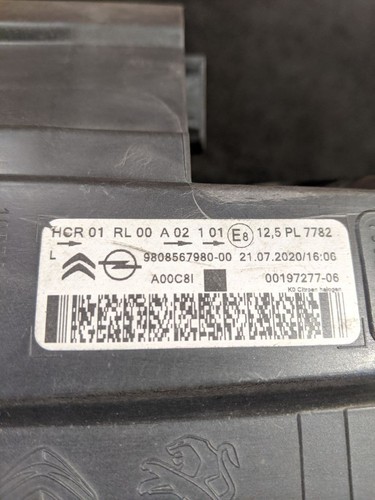 HCR 01 RL 00 A 02 1 01 E8 12,5 PL 7782
L 9808567980-00 21.07.2020/16:06
A00C8I 00197277-06
K0 Citroen halogen